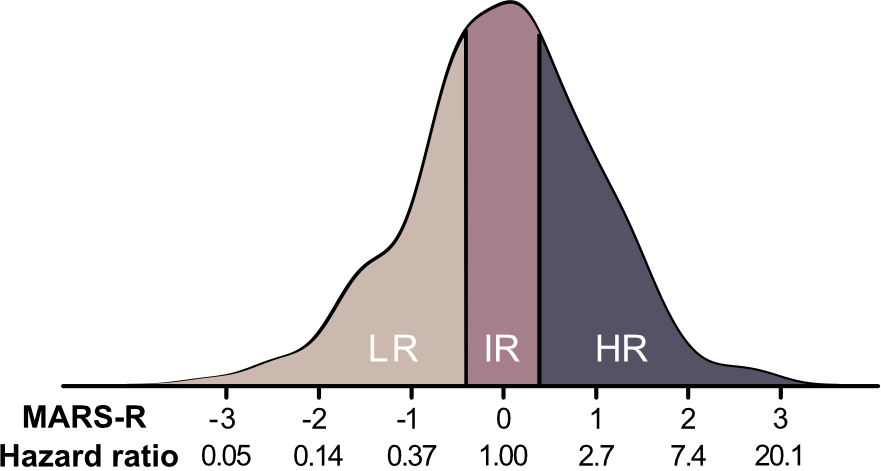 LR IR HR
MARS-R -3 -2 -1 0 1 2 3
Hazard ratio 0.05 0.14 0.37 1.00 2.7 7.4 20.1